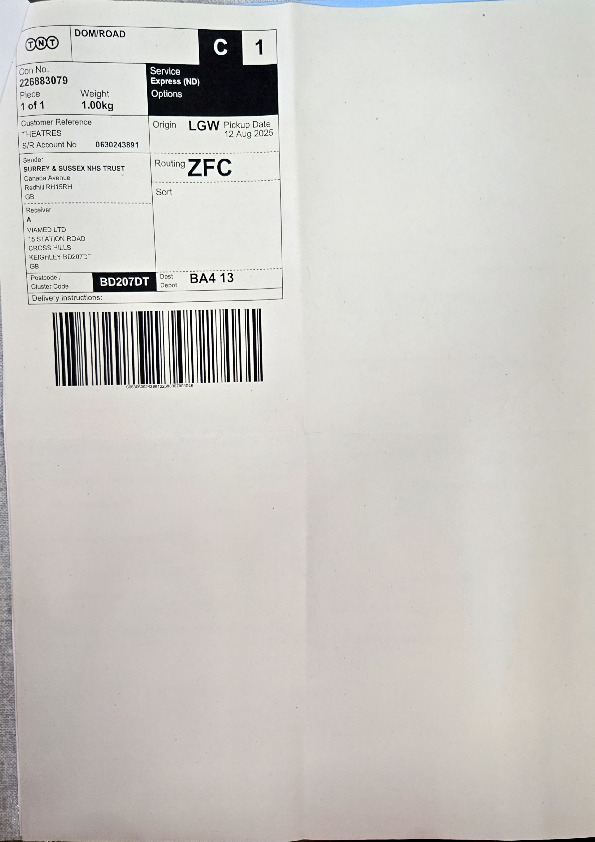 TNT
DOM/ROAD
C 1
Con No.
226883079
Piece Weight
1 of 1 1.00kg
Service
Express (ND)
Options
Customer Reference
THEATRES
S/R Account No 0630243891
Origin LGW Pickup Date
12 Aug 2025
Sender
SURREY & SUSSEX NHS TRUST
Canada Avenue
Redhill RH15RH
GB
Routing ZFC
Sort
Receiver
A
VIAMED LTD
15 STATION ROAD
CROSS HILLS
KEIGHLEY BD207DT
GB
Postcode /
Cluster Code BD207DT
Dest
Depot BA4 13
Delivery Instructions: